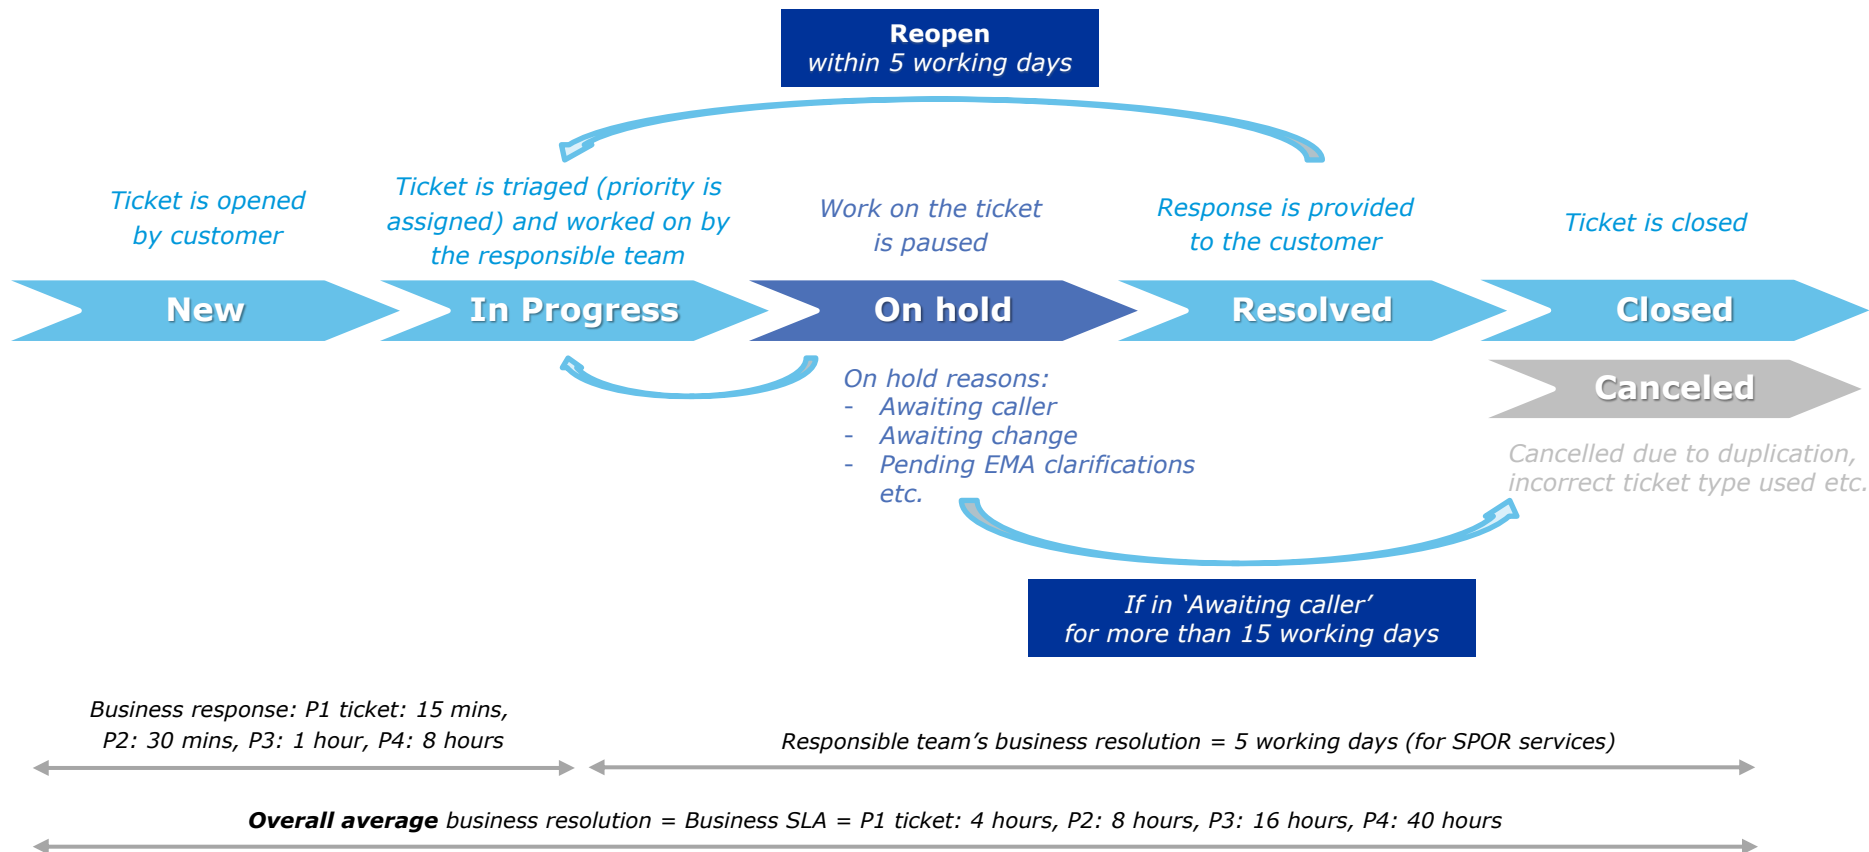 Reopen
within 5 working days
Ticket is opened
by customer
Ticket is triaged (priority is
assigned) and worked on by
the responsible team
Work on the ticket
is paused
Response is provided
to the customer
Ticket is closed
New
In Progress
On hold
Resolved
Closed
Canceled
On hold reasons:
- Awaiting caller
- Awaiting change
- Pending EMA clarifications
etc.
Cancelled due to duplication,
incorrect ticket type used etc.
If in ‘Awaiting caller’
for more than 15 working days
Business response: P1 ticket: 15 mins,
P2: 30 mins, P3: 1 hour, P4: 8 hours
Responsible team’s business resolution = 5 working days (for SPOR services)
Overall average business resolution = Business SLA = P1 ticket: 4 hours, P2: 8 hours, P3: 16 hours, P4: 40 hours